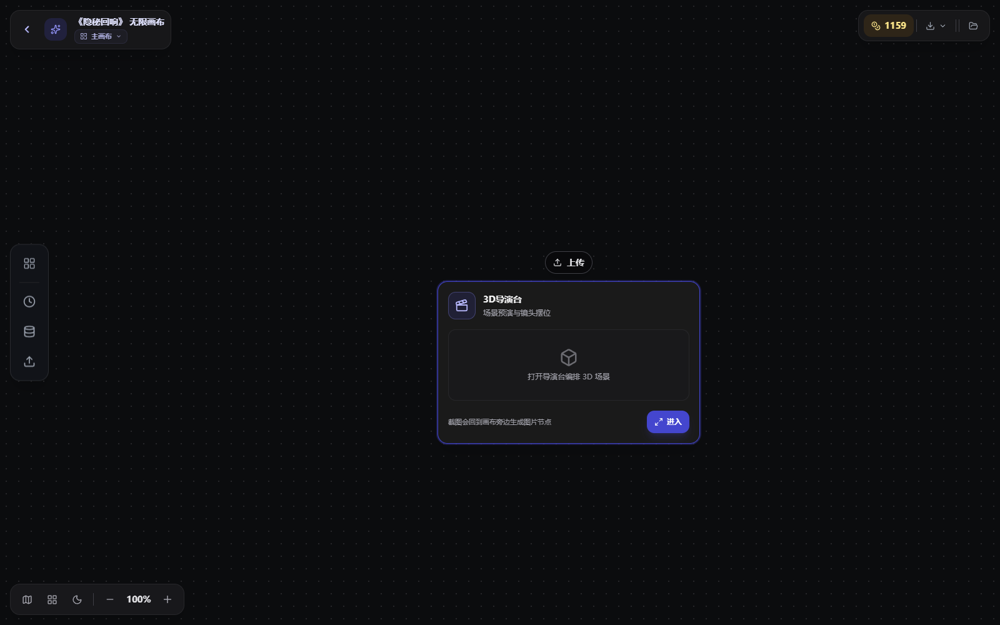 《隐秘回响》 无限画布
主画布
1159
上传
3D导演台
场景预演与镜头摆位
打开导演台编排 3D 场景
截图会回到画布旁边生成图片节点
进入
100%